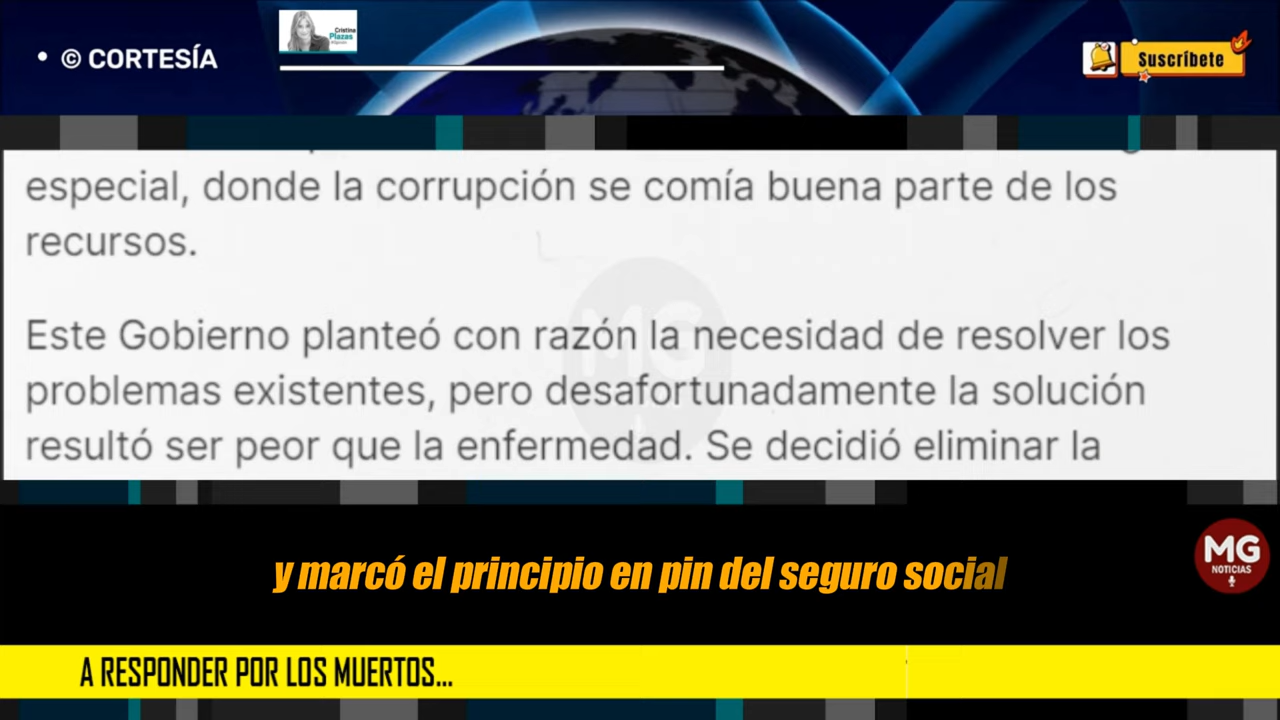 • © CORTESÍA
Cristina
Plazas
Suscríbete
especial, donde la corrupción se comía buena parte de los
recursos.
Este Gobierno planteó con razón la necesidad de resolver los
problemas existentes, pero desafortunadamente la solución
resultó ser peor que la enfermedad. Se decidió eliminar la
MG
y marcó el principio en pin del seguro social
MG
NOTICIAS
A RESPONDER POR LOS MUERTOS...